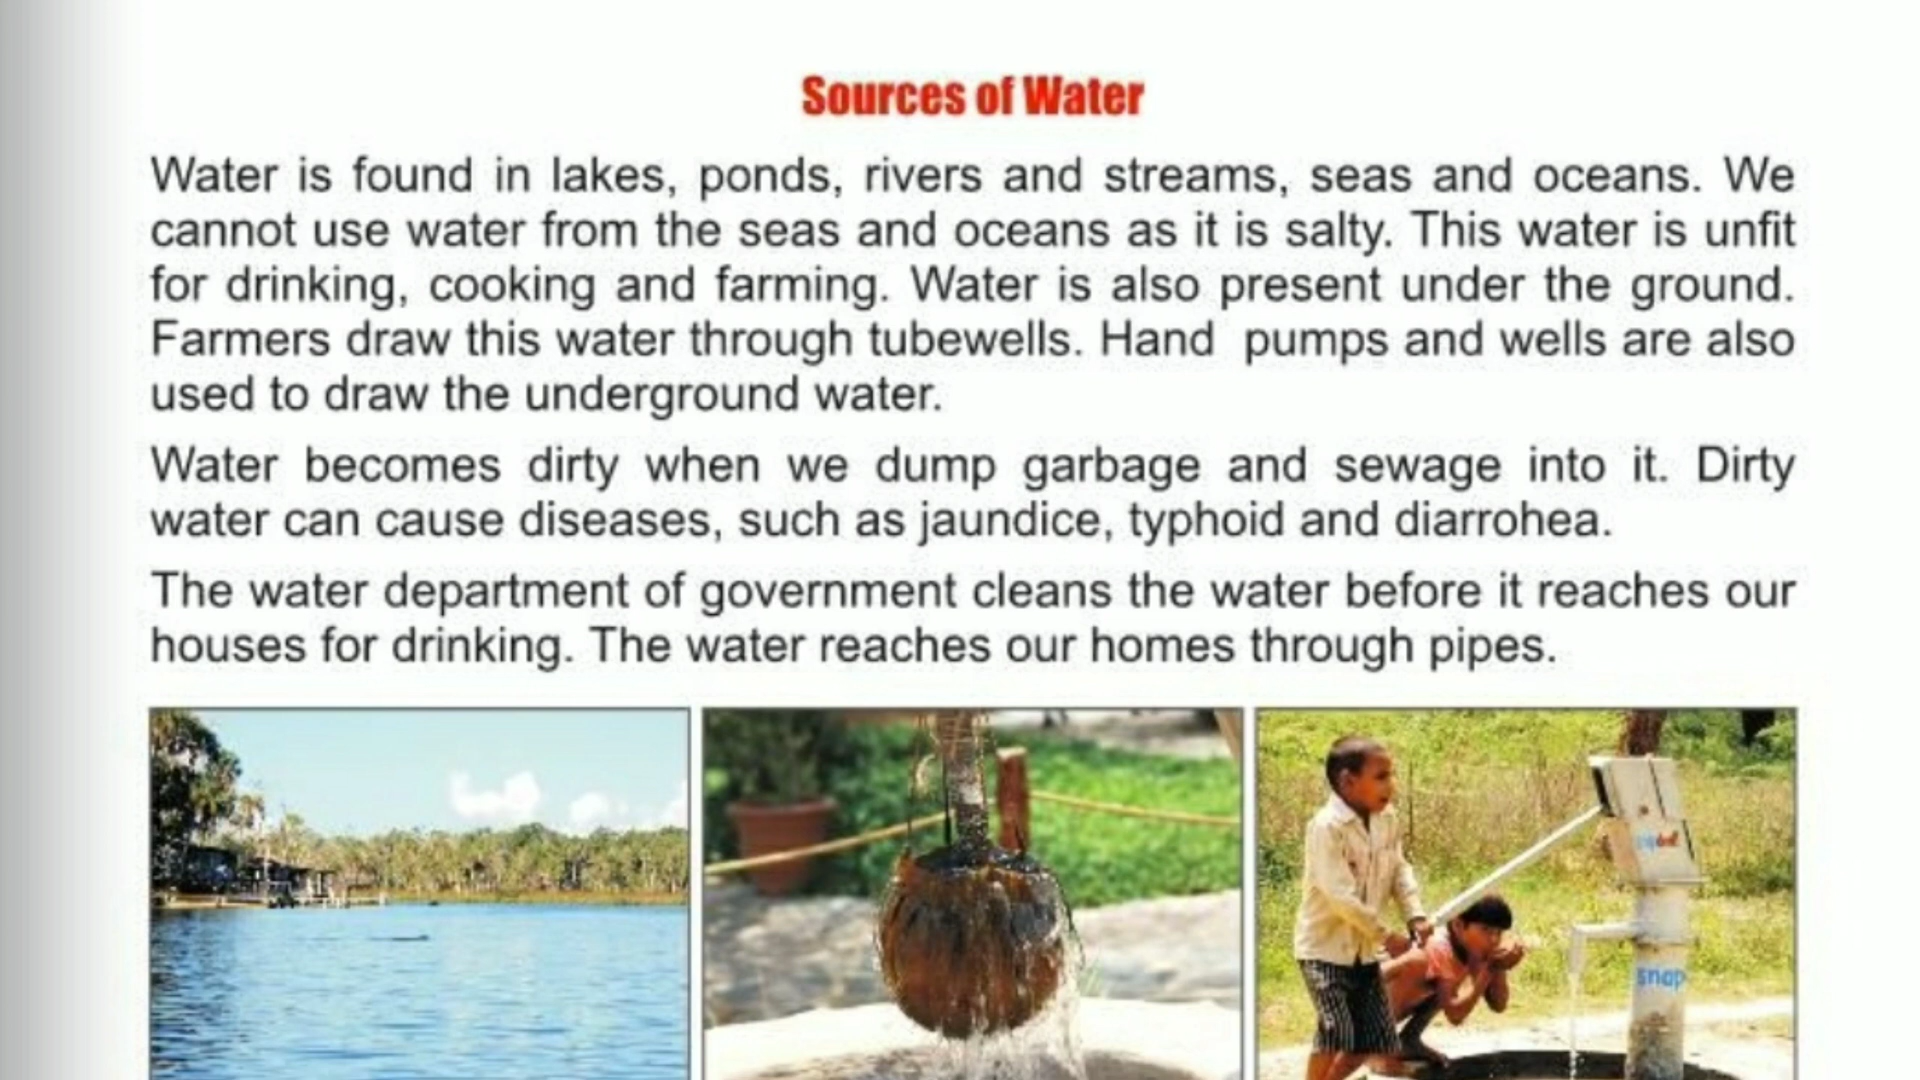 Sources of Water
Water is found in lakes, ponds, rivers and streams, seas and oceans. We
cannot use water from the seas and oceans as it is salty. This water is unfit
for drinking, cooking and farming. Water is also present under the ground.
Farmers draw this water through tubewells. Hand pumps and wells are also
used to draw the underground water.
Water becomes dirty when we dump garbage and sewage into it. Dirty
water can cause diseases, such as jaundice, typhoid and diarrohea.
The water department of government cleans the water before it reaches our
houses for drinking. The water reaches our homes through pipes.
snap